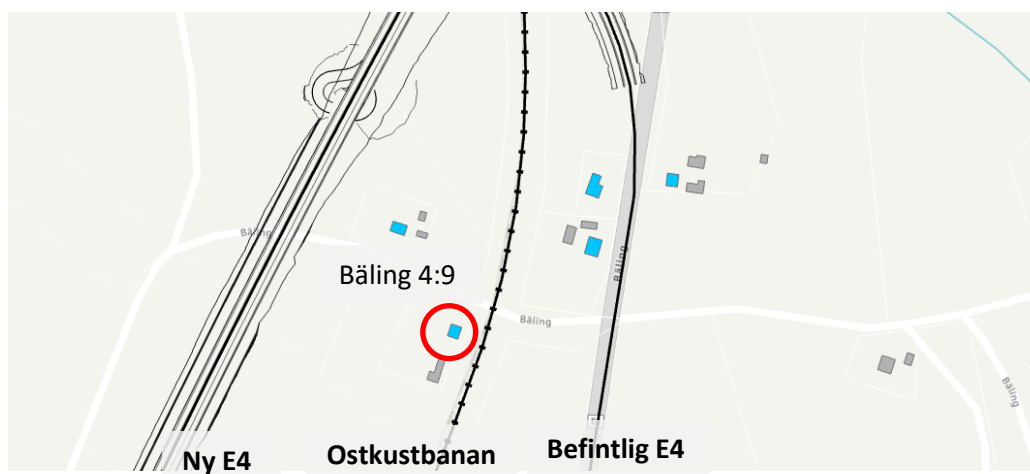 Bäling
Bäling
Bäling 4:9
Bäling
Bäling
Ny E4
Ostkustbanan
Befintlig E4